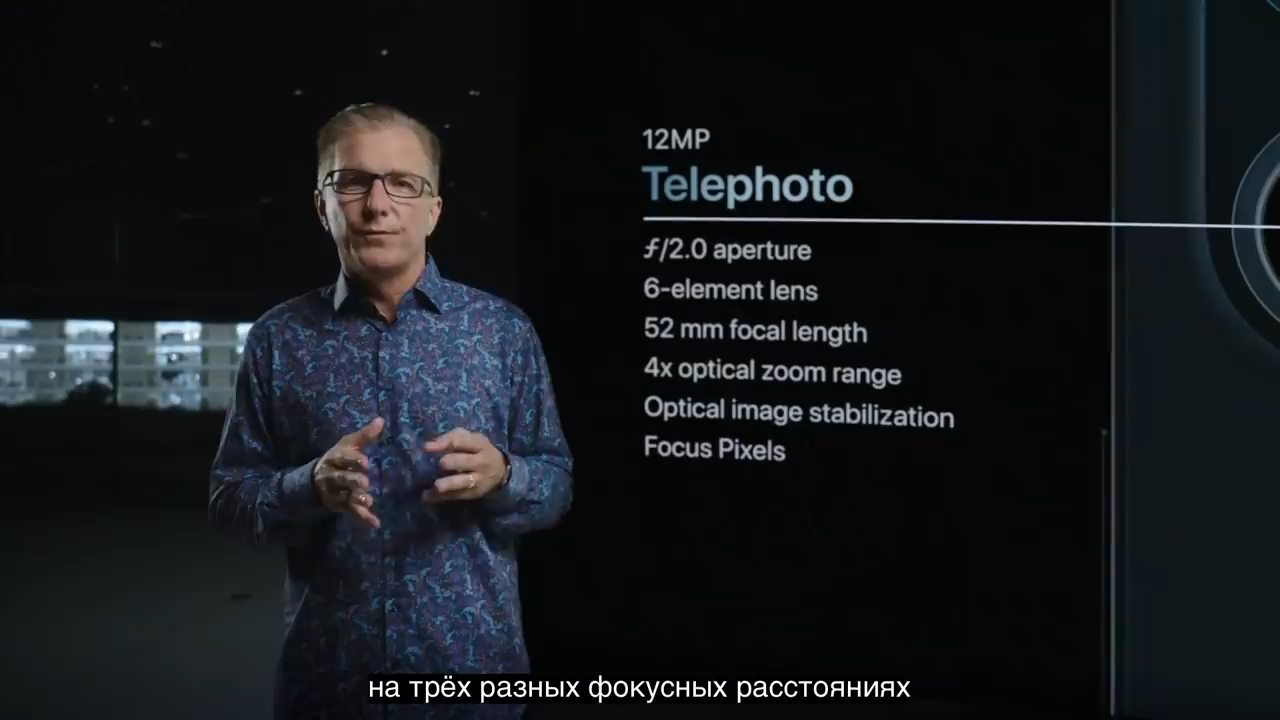 12MP
Telephoto
ƒ/2.0 aperture
6-element lens
52 mm focal length
4x optical zoom range
Optical image stabilization
Focus Pixels
на трёх разных фокусных расстояниях